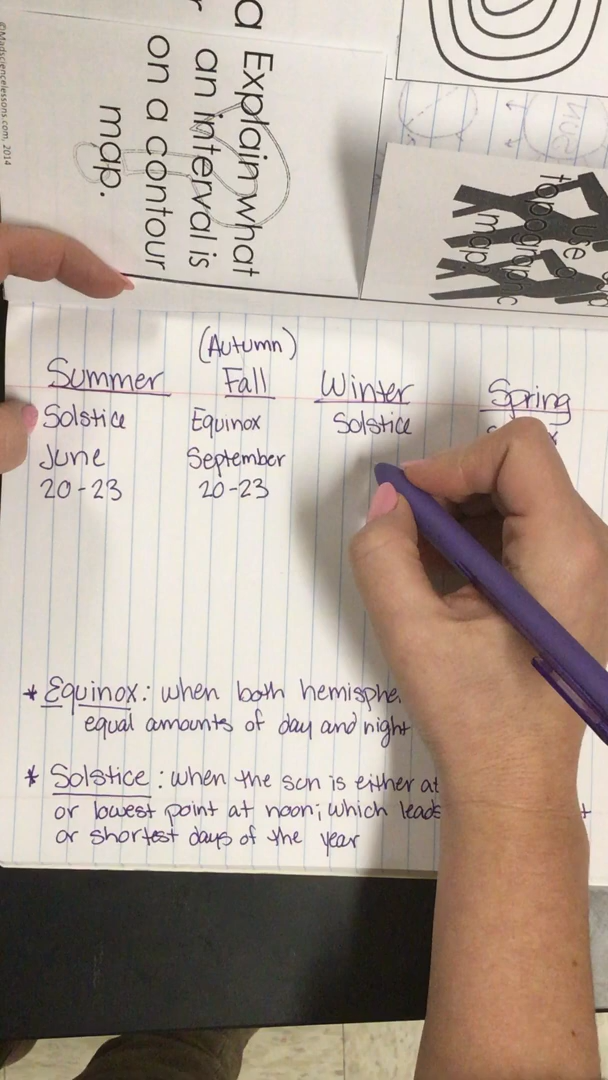 a Explain what
r an interval is
on a contour
map.
©Madsciencelessons.com, 2014
use a
topographic
map
(Autumn)
Summer Fall Winter Spring
Solstice Equinox Solstice
June September
20-23 20-23
* Equinox: when both hemisphe
equal amounts of day and night
* Solstice: when the sun is either at
or lowest point at noon; which leads
or shortest days of the year